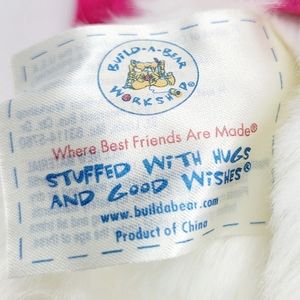 BUILD-A-BEAR
WORKSHOP®
Where Best Friends Are Made®
STUFFED WITH HUGS
AND GOOD WISHES®
www.buildabear.com
Product of China